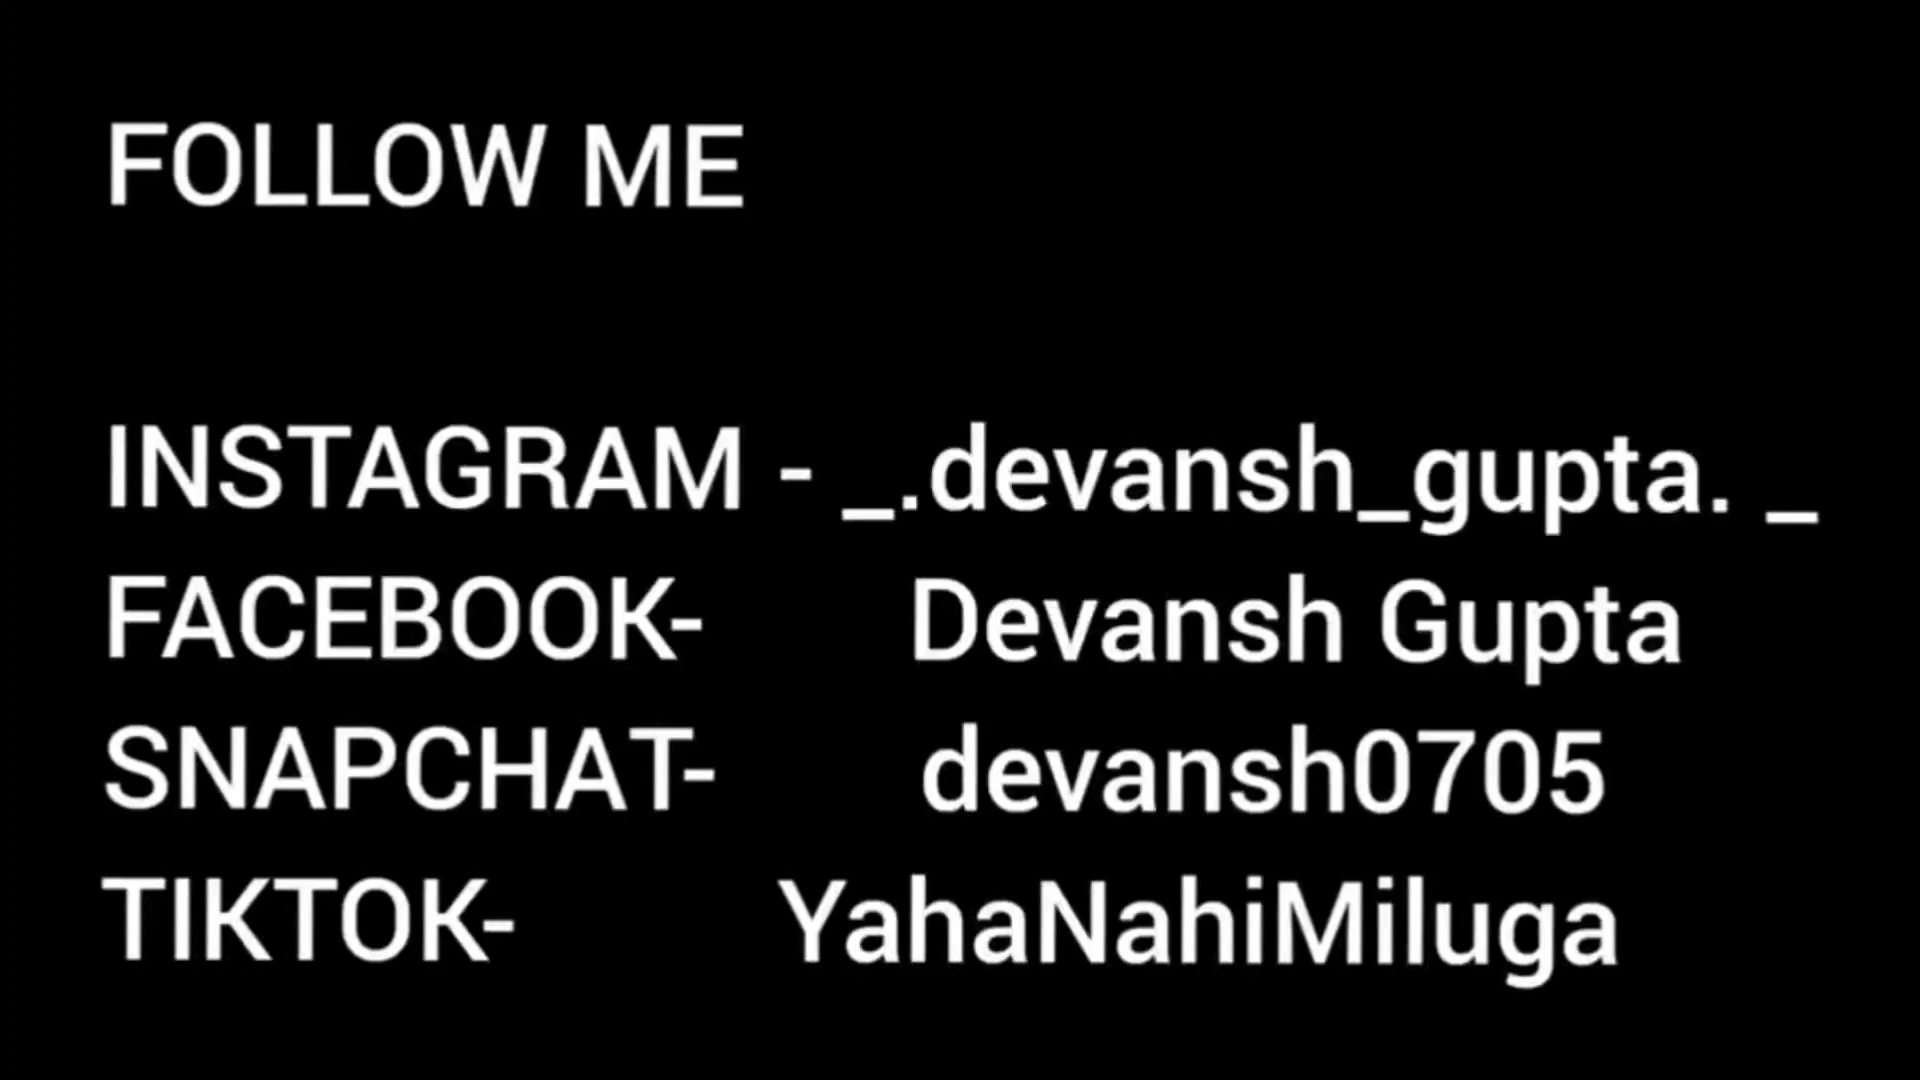 FOLLOW ME
INSTAGRAM - _.devansh_gupta. _
FACEBOOK- Devansh Gupta
SNAPCHAT- devansh0705
TIKTOK- YahaNahiMiluga